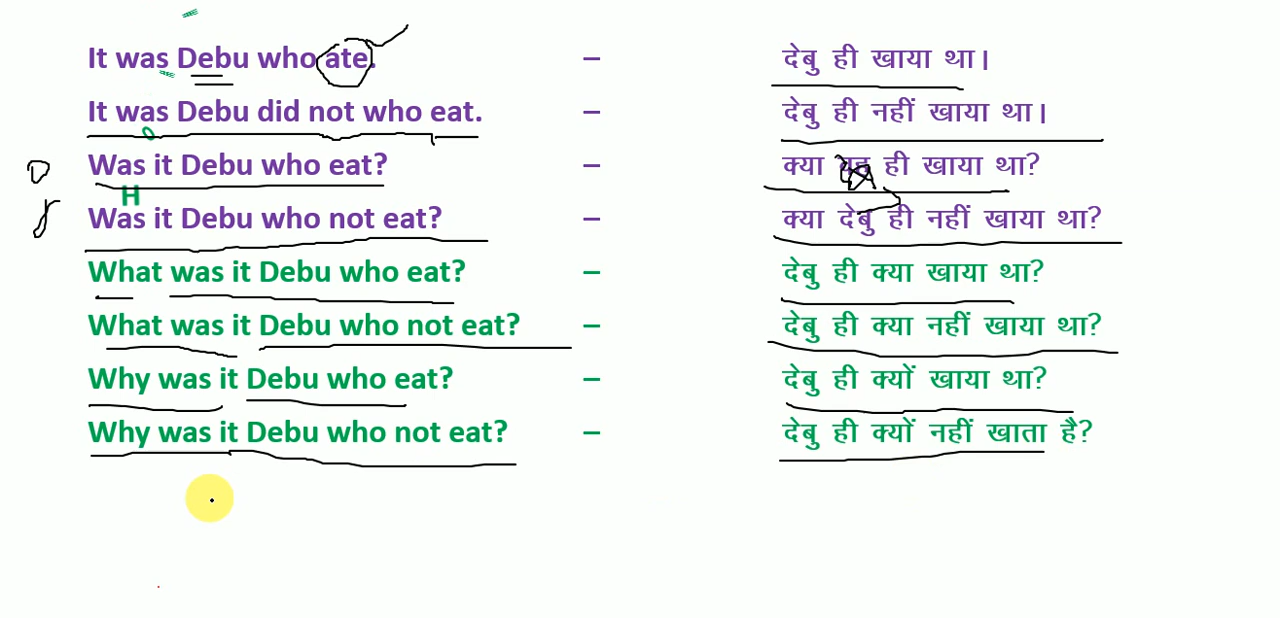 It was Debu who ate. – देबु ही खाया था।
It was Debu did not who eat. – देबु ही नहीं खाया था।
Was it Debu who eat? – क्या यह ही खाया था?
H
Was it Debu who not eat? – क्या देबु ही नहीं खाया था?
What was it Debu who eat? – देबु ही क्या खाया था?
What was it Debu who not eat? – देबु ही क्या नहीं खाया था?
Why was it Debu who eat? – देबु ही क्यों खाया था?
Why was it Debu who not eat? – देबु ही क्यों नहीं खाता है?